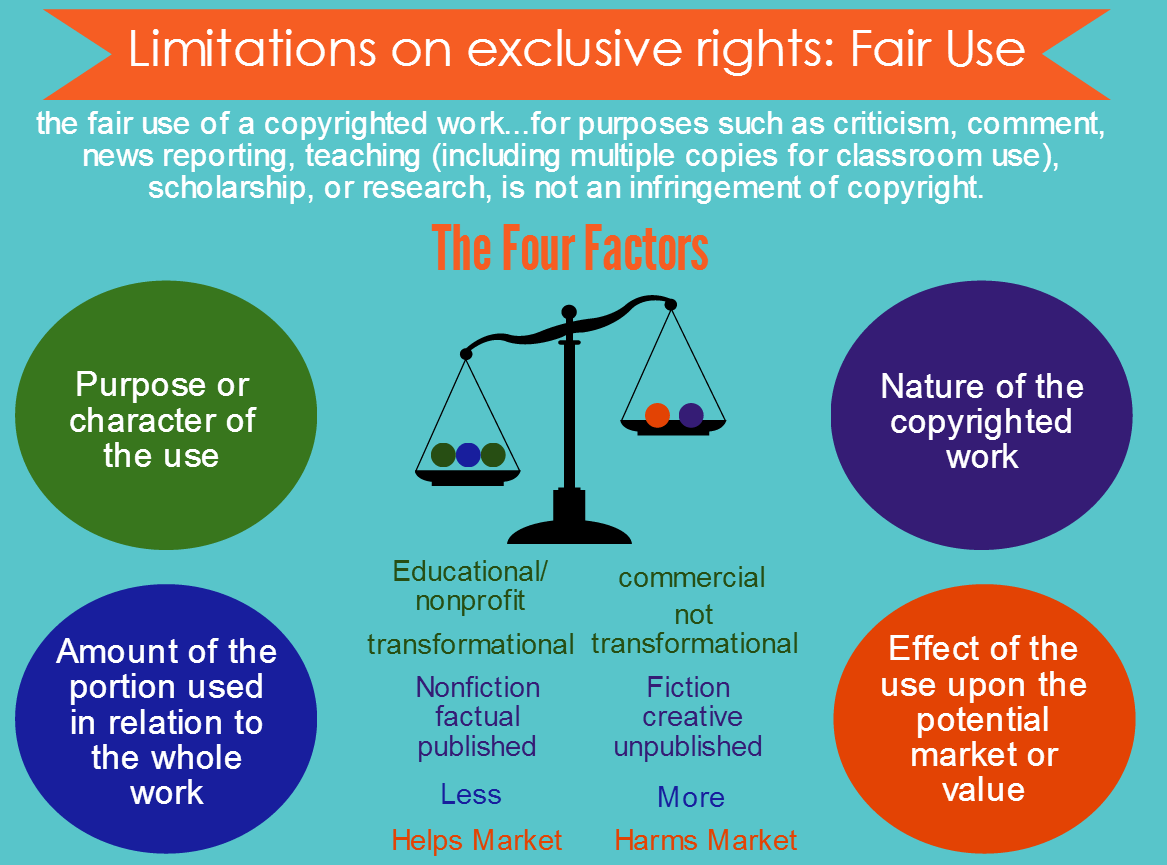 Limitations on exclusive rights: Fair Use
the fair use of a copyrighted work...for purposes such as criticism, comment,
news reporting, teaching (including multiple copies for classroom use),
scholarship, or research, is not an infringement of copyright.
The Four Factors
Purpose or
character of
the use
Nature of the
copyrighted
work
Amount of the
portion used
in relation to
the whole
work
Educational/
nonprofit
transformational
Nonfiction
factual
published
Less
Helps Market
commercial
not
transformational
Fiction
creative
unpublished
More
Harms Market
Effect of the
use upon the
potential
market or
value